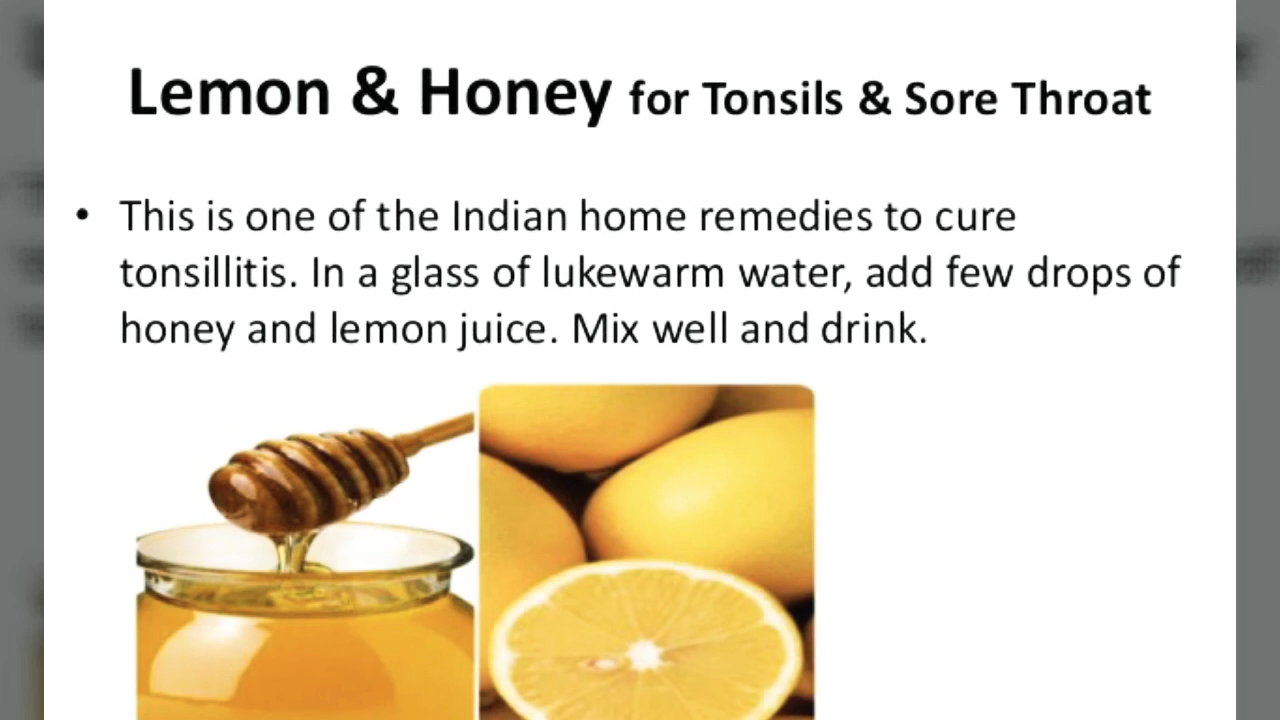 Lemon & Honey for Tonsils & Sore Throat
• This is one of the Indian home remedies to cure
tonsillitis. In a glass of lukewarm water, add few drops of
honey and lemon juice. Mix well and drink.